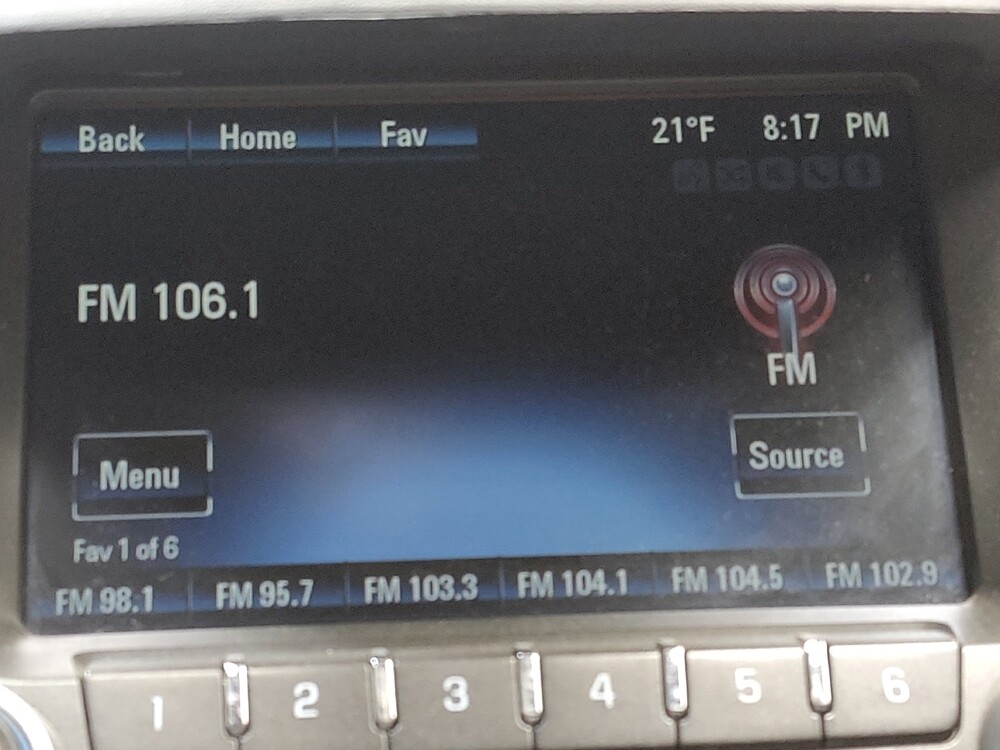 Back Home Fav 21°F 8:17 PM
FM 106.1
FM
Menu Source
Fav 1 of 6
FM 98.1 FM 95.7 FM 103.3 FM 104.1 FM 104.5 FM 102.9
1 2 3 4 5 6